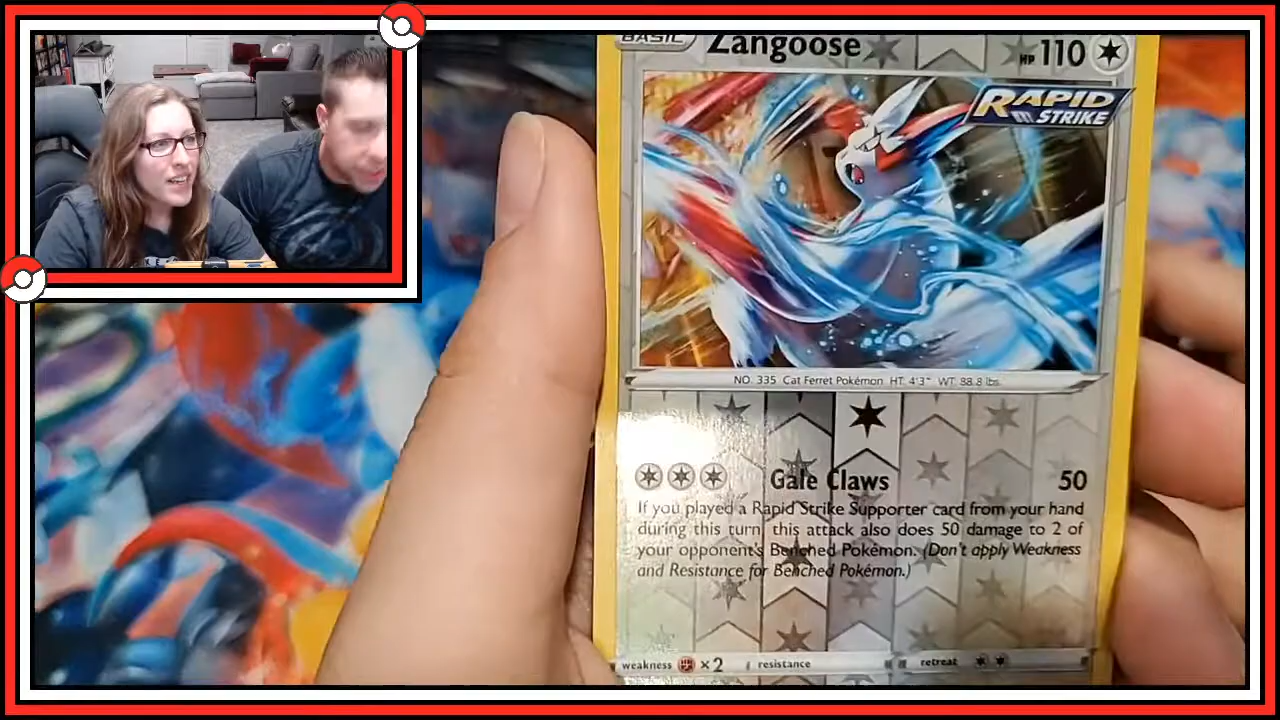 BASIC
Zangoose
HP 110
RAPID
STRIKE
NO. 335 Cat Ferret Pokémon HT: 4'3" WT: 88.8 lbs.
Gale Claws 50
If you played a Rapid Strike Supporter card from your hand
during this turn this attack also does 50 damage to 2 of
your opponent's Benched Pokémon. (Don't apply Weakness
and Resistance for Benched Pokémon.)
weakness ×2 resistance retreat